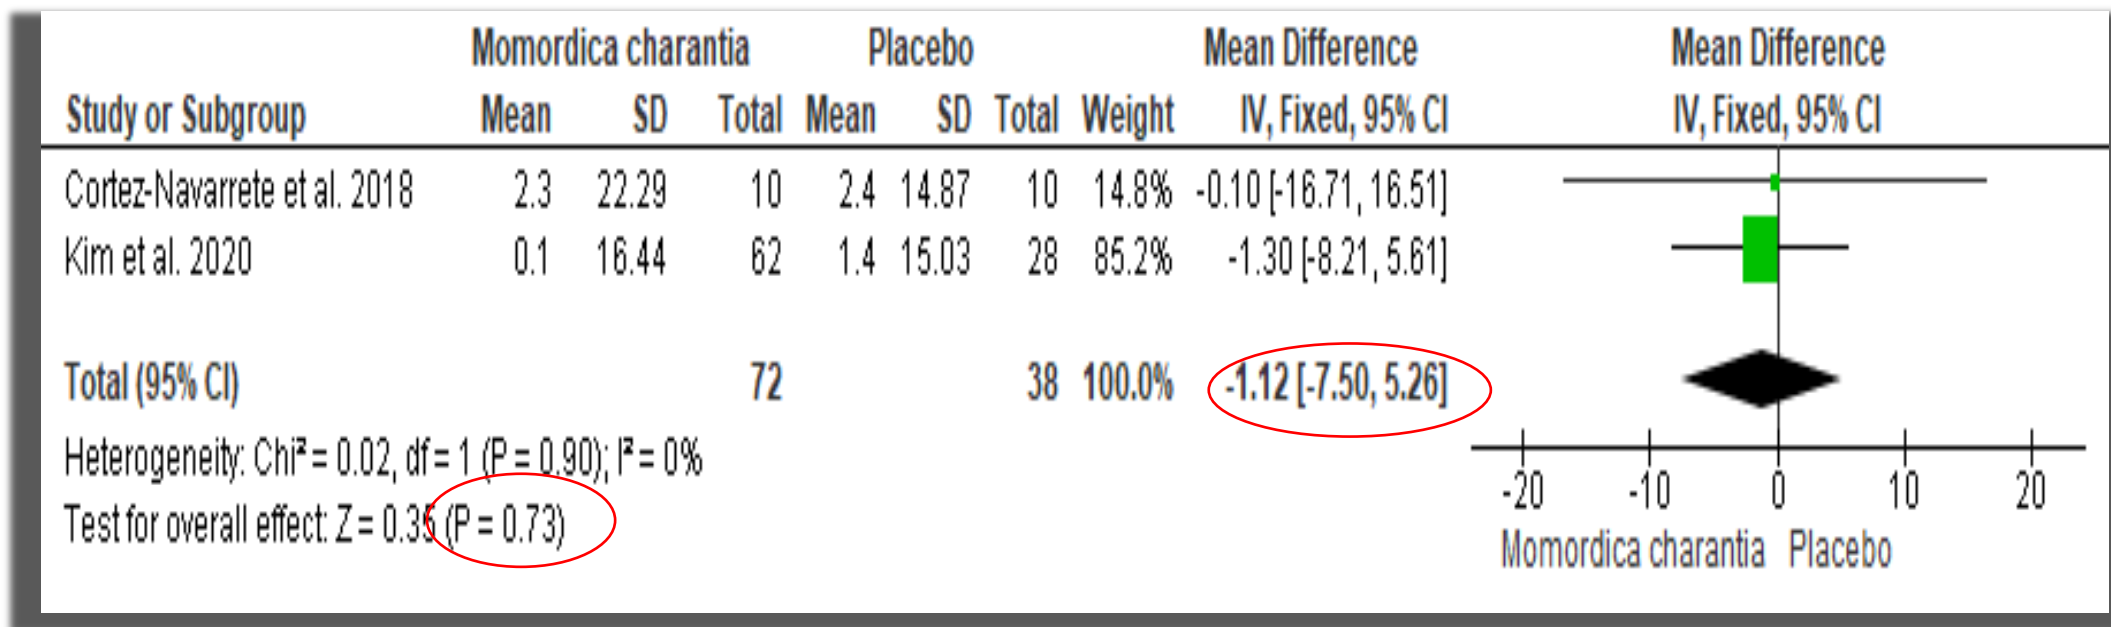 Momordica charantia Placebo Mean Difference Mean Difference
Study or Subgroup Mean SD Total Mean SD Total Weight IV, Fixed, 95% CI IV, Fixed, 95% CI
Cortez-Navarrete et al. 2018 2.3 22.29 10 2.4 14.87 10 14.8% -0.10 [-16.71, 16.51]
Kim et al. 2020 0.1 16.44 62 1.4 15.03 28 85.2% -1.30 [-8.21, 5.61]
Total (95% CI) 72 38 100.0% -1.12 [-7.50, 5.26]
Heterogeneity: Chi² = 0.02, df = 1 (P = 0.90); I² = 0%
Test for overall effect: Z = 0.35 (P = 0.73)
-20 -10 0 10 20
Momordica charantia Placebo